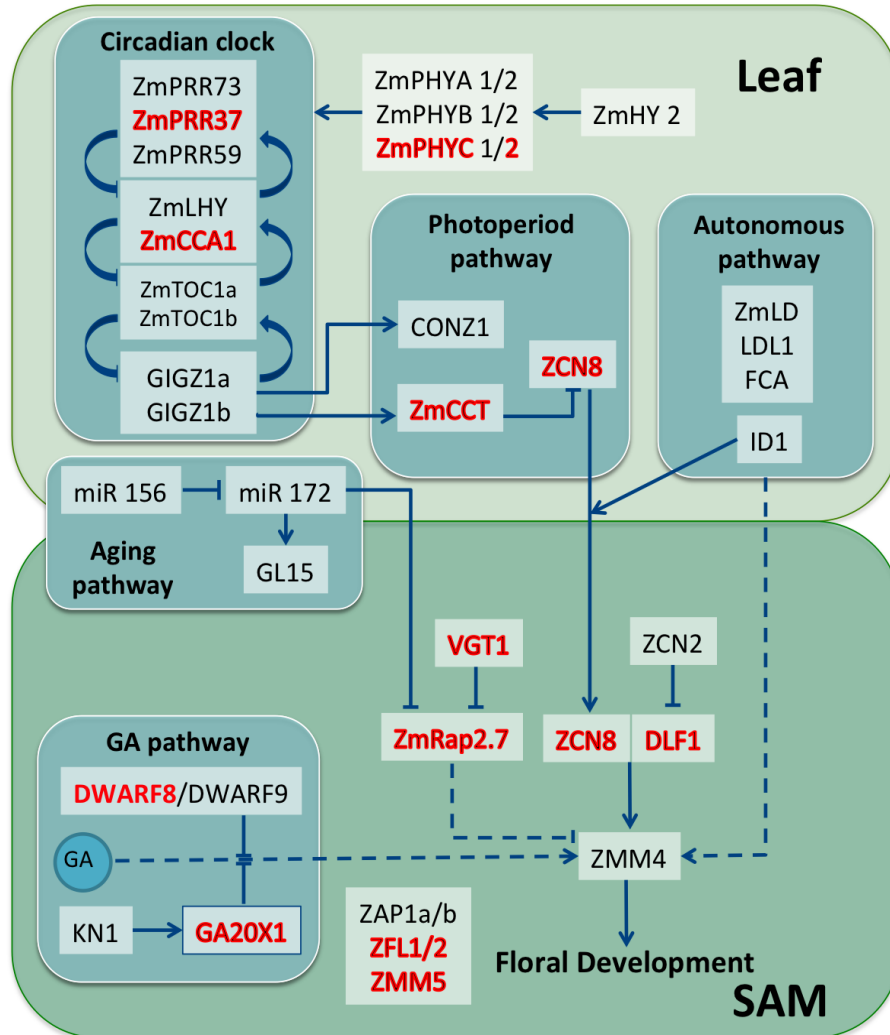 Circadian clock
ZmPRR73
ZmPRR37
ZmPRR59
ZmLHY
ZmCCA1
ZmTOC1a
ZmTOC1b
GIGZ1a
GIGZ1b
ZmPHYA 1/2
ZmPHYB 1/2
ZmPHYC 1/2
ZmHY 2
Leaf
Photoperiod
pathway
CONZ1
ZCN8
ZmCCT
Autonomous
pathway
ZmLD
LDL1
FCA
ID1
miR 156
miR 172
Aging
pathway
GL15
VGT1
ZCN2
ZmRap2.7
ZCN8
DLF1
GA pathway
DWARF8/DWARF9
GA
KN1
GA20X1
ZMM4
ZAP1a/b
ZFL1/2
ZMM5
Floral Development
SAM